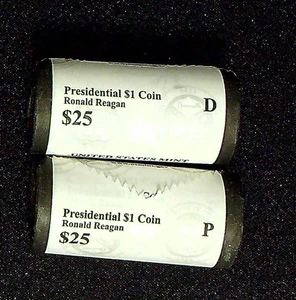 Presidential $1 Coin
Ronald Reagan
$25
D
UNITED STATES MINT
Presidential $1 Coin
Ronald Reagan
$25
P